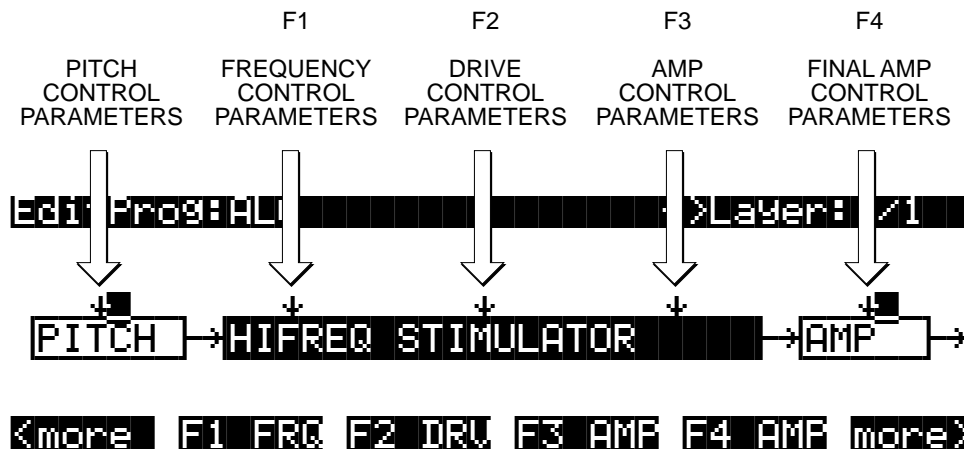 F1 F2 F3 F4
PITCH CONTROL PARAMETERS
FREQUENCY CONTROL PARAMETERS
DRIVE CONTROL PARAMETERS
AMP CONTROL PARAMETERS
FINAL AMP CONTROL PARAMETERS
Prog:AL >Layer: /1
PITCH HIFREQ STIMULATOR AMP
<more F1 FRQ F2 DRV F3 AMP F4 AMP more>